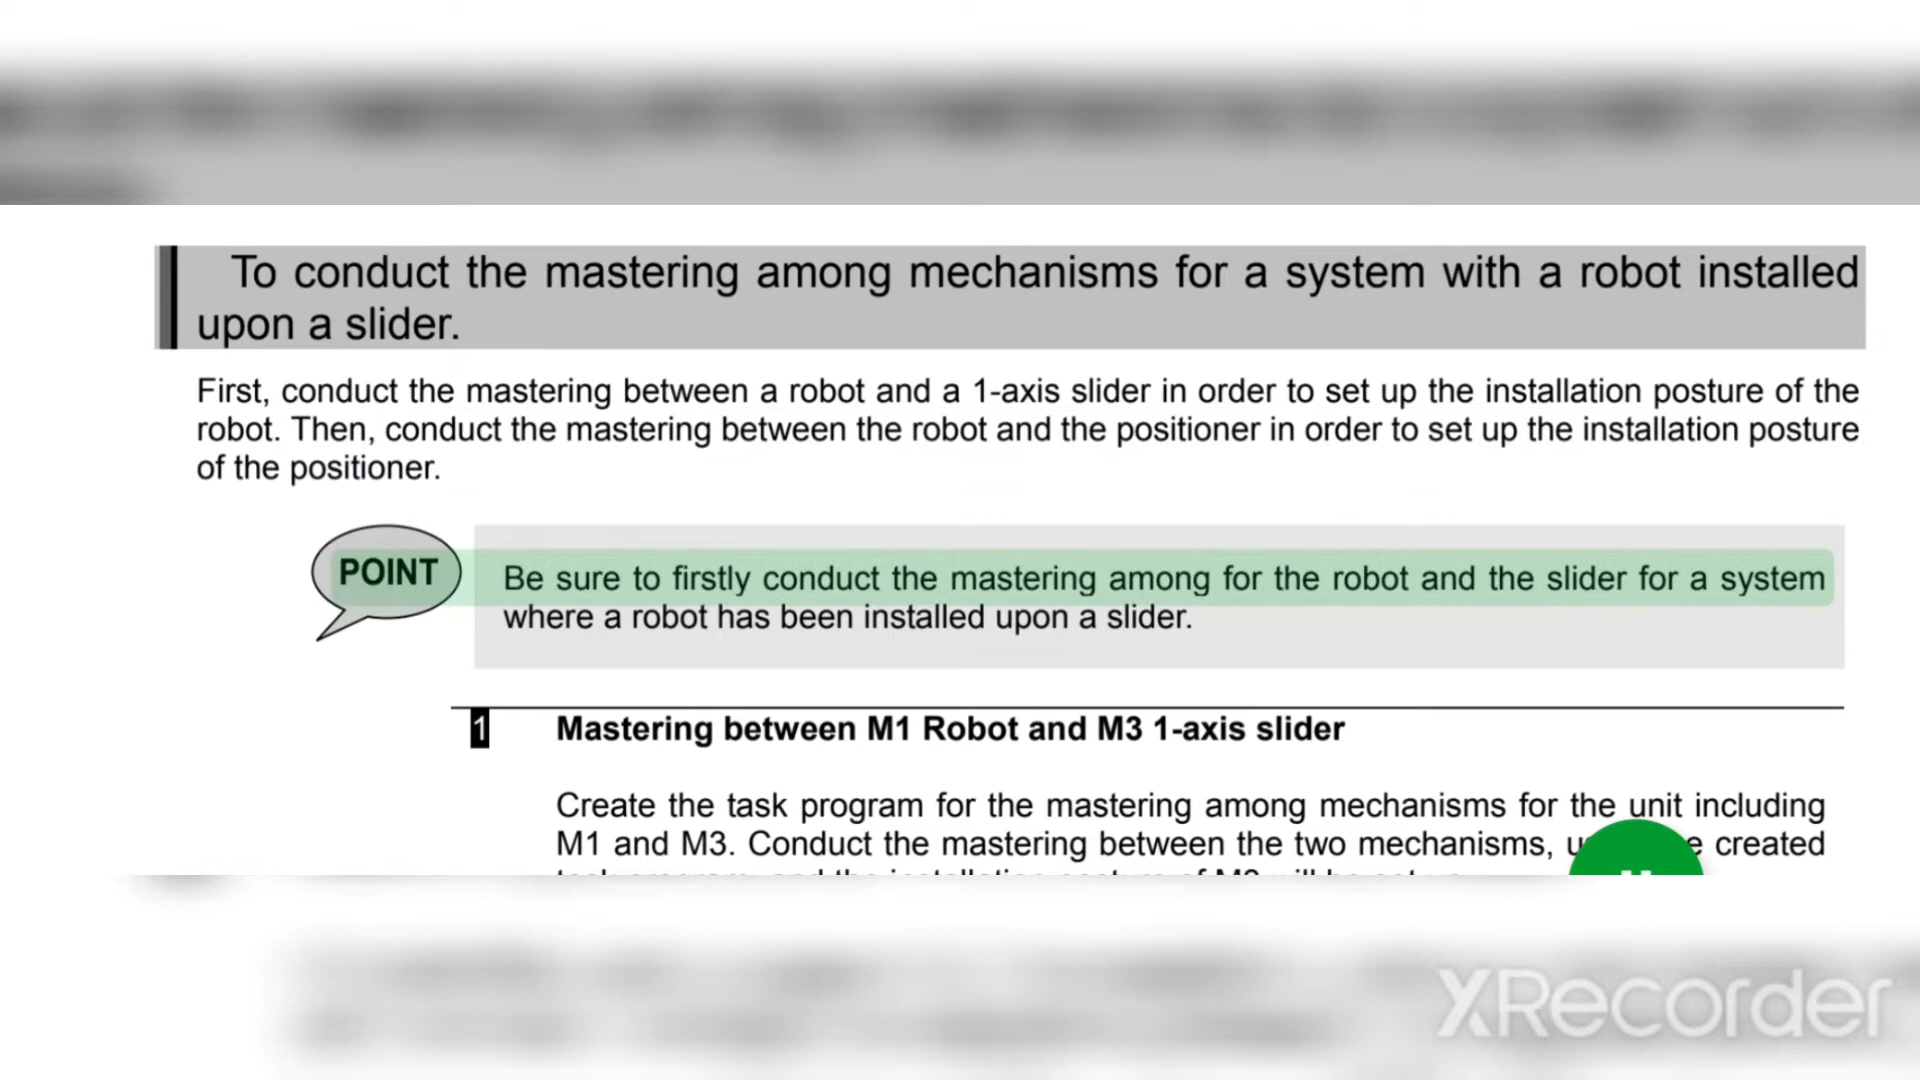 To conduct the mastering among mechanisms for a system with a robot installed
upon a slider.
First, conduct the mastering between a robot and a 1-axis slider in order to set up the installation posture of the
robot. Then, conduct the mastering between the robot and the positioner in order to set up the installation posture
of the positioner.
POINT
Be sure to firstly conduct the mastering among for the robot and the slider for a system
where a robot has been installed upon a slider.
1 Mastering between M1 Robot and M3 1-axis slider
Create the task program for the mastering among mechanisms for the unit including
M1 and M3. Conduct the mastering between the two mechanisms, created
XRecorder